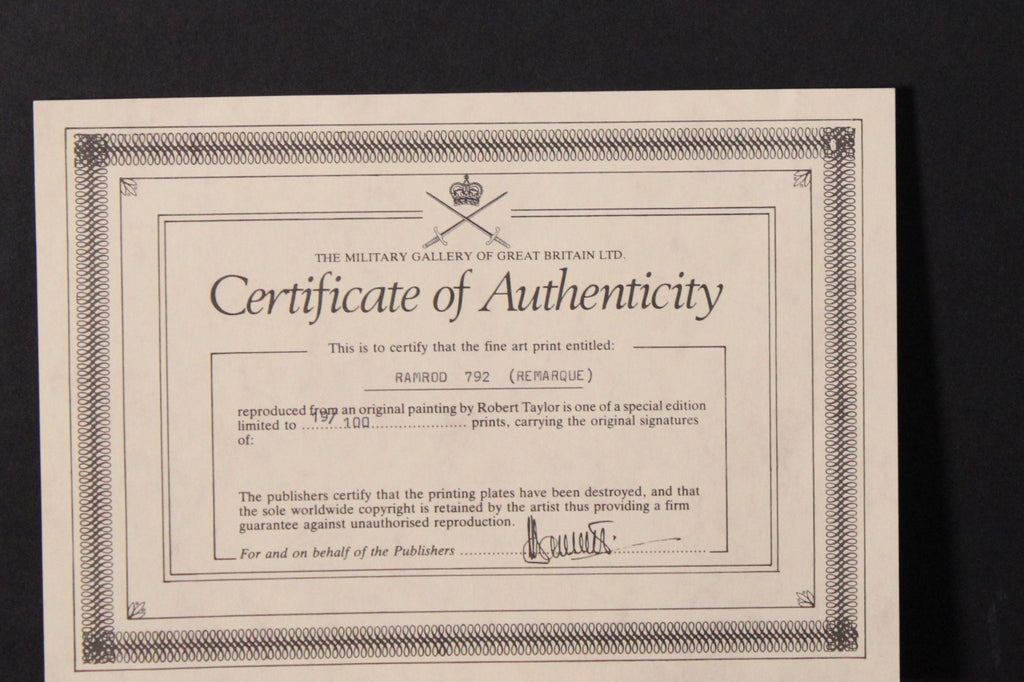 THE MILITARY GALLERY OF GREAT BRITAIN LTD.
Certificate of Authenticity
This is to certify that the fine art print entitled:
RAMROD 792 (REMARQUE)
reproduced from an original painting by Robert Taylor is one of a special edition
limited to ....19/ 100..................... prints, carrying the original signatures
of:
The publishers certify that the printing plates have been destroyed, and that
the sole worldwide copyright is retained by the artist thus providing a firm
guarantee against unauthorised reproduction.
For and on behalf of the Publishers